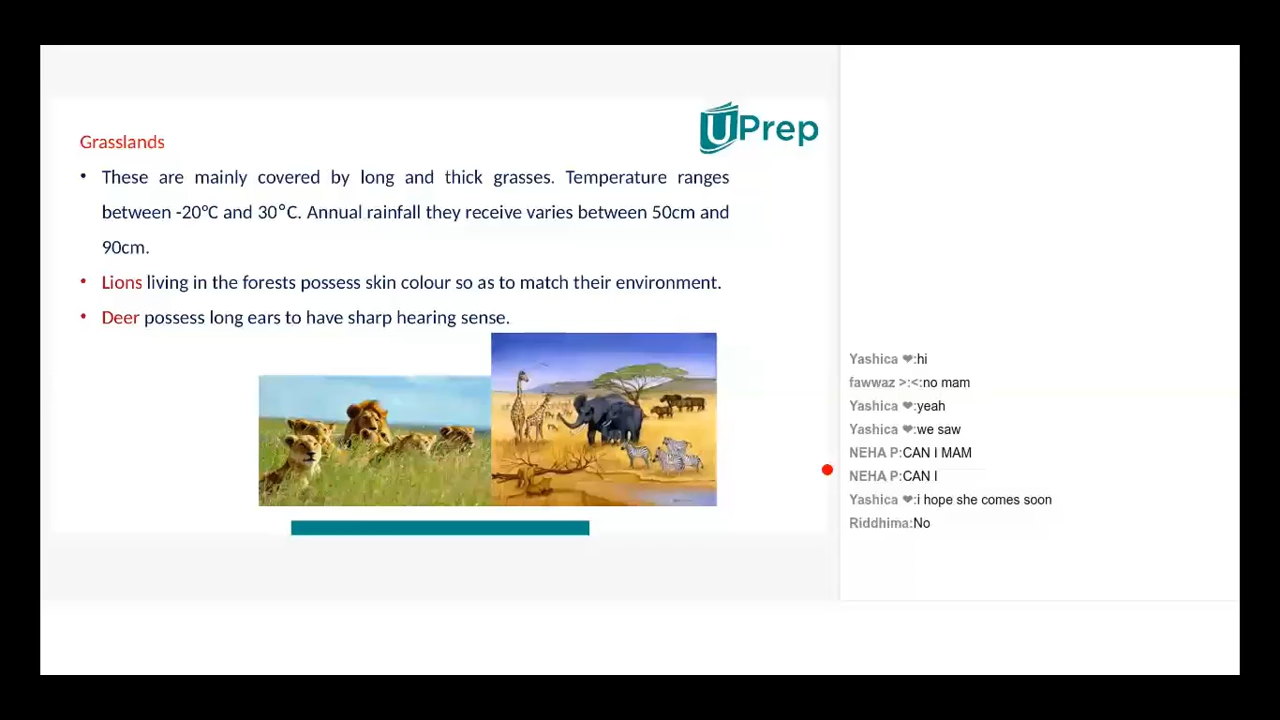 UPrep
Grasslands
• These are mainly covered by long and thick grasses. Temperature ranges
between -20°C and 30°C. Annual rainfall they receive varies between 50cm and
90cm.
• Lions living in the forests possess skin colour so as to match their environment.
• Deer possess long ears to have sharp hearing sense.
Yashica ❤:hi
fawwaz >:<:no mam
Yashica ❤:yeah
Yashica ❤:we saw
NEHA P:CAN I MAM
NEHA P:CAN I
Yashica ❤:i hope she comes soon
Riddhima:No